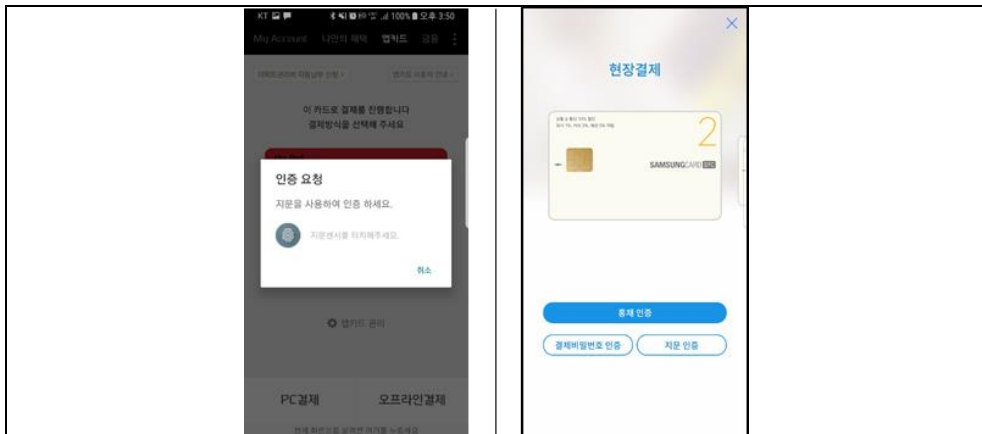 KT 100% 오후 3:50
My Account 나만의 혜택 앱카드 금융
이 카드로 결제를 진행합니다
결제방식을 선택해 주세요
인증 요청
지문을 사용하여 인증 하세요.
지문센서를 터치해주세요.
취소
앱카드 관리
PC결제 오프라인결제
현장결제
2
SAMSUNGCARD
홍채 인증
결제비밀번호 인증 지문 인증